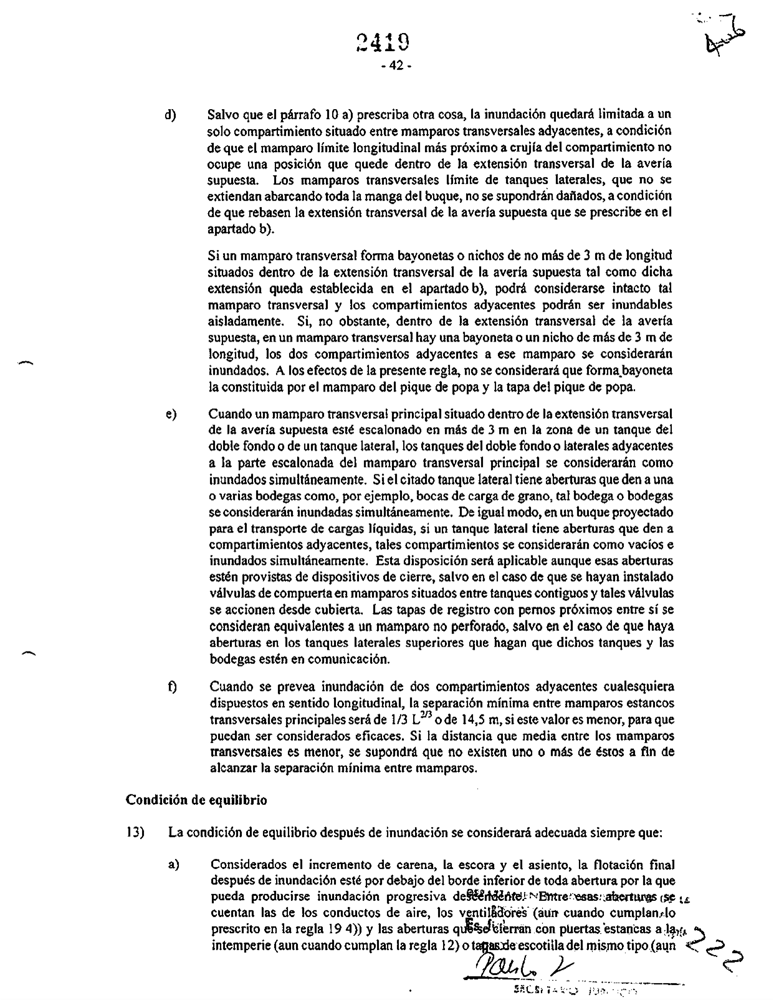 2419
- 42 -
d) Salvo que el párrafo 10 a) prescriba otra cosa, la inundación quedará limitada a un
solo compartimiento situado entre mamparos transversales adyacentes, a condición
de que el mamparo límite longitudinal más próximo a crujía del compartimiento no
ocupe una posición que quede dentro de la extensión transversal de la avería
supuesta. Los mamparos transversales límite de tanques laterales, que no se
extiendan abarcando toda la manga del buque, no se supondrán dañados, a condición
de que rebasen la extensión transversal de la avería supuesta que se prescribe en el
apartado b).
Si un mamparo transversal forma bayonetas o nichos de no más de 3 m de longitud
situados dentro de la extensión transversal de la avería supuesta tal como dicha
extensión queda establecida en el apartado b), podrá considerarse intacto tal
mamparo transversal y los compartimientos adyacentes podrán ser inundables
aisladamente. Si, no obstante, dentro de la extensión transversal de la avería
supuesta, en un mamparo transversal hay una bayoneta o un nicho de más de 3 m de
longitud, los dos compartimientos adyacentes a ese mamparo se considerarán
inundados. A los efectos de la presente regla, no se considerará que forma bayoneta
la constituida por el mamparo del pique de popa y la tapa del pique de popa.
e) Cuando un mamparo transversal principal situado dentro de la extensión transversal
de la avería supuesta esté escalonado en más de 3 m en la zona de un tanque del
doble fondo o de un tanque lateral, los tanques del doble fondo o laterales adyacentes
a la parte escalonada del mamparo transversal principal se considerarán como
inundados simultáneamente. Si el citado tanque lateral tiene aberturas que den a una
o varias bodegas como, por ejemplo, bocas de carga de grano, tal bodega o bodegas
se considerarán inundadas simultáneamente. De igual modo, en un buque proyectado
para el transporte de cargas líquidas, si un tanque lateral tiene aberturas que den a
compartimientos adyacentes, tales compartimientos se considerarán como vacíos e
inundados simultáneamente. Esta disposición será aplicable aunque esas aberturas
estén provistas de dispositivos de cierre, salvo en el caso de que se hayan instalado
válvulas de compuerta en mamparos situados entre tanques contiguos y tales válvulas
se accionen desde cubierta. Las tapas de registro con pernos próximos entre sí se
consideran equivalentes a un mamparo no perforado, salvo en el caso de que haya
aberturas en los tanques laterales superiores que hagan que dichos tanques y las
bodegas estén en comunicación.
f) Cuando se prevea inundación de dos compartimientos adyacentes cualesquiera
dispuestos en sentido longitudinal, la separación mínima entre mamparos estancos
transversales principales será de 1/3 L^2/3 o de 14,5 m, si este valor es menor, para que
puedan ser considerados eficaces. Si la distancia que media entre los mamparos
transversales es menor, se supondrá que no existen uno o más de éstos a fin de
alcanzar la separación mínima entre mamparos.
Condición de equilibrio
13) La condición de equilibrio después de inundación se considerará adecuada siempre que:
a) Considerados el incremento de carena, la escora y el asiento, la flotación final
después de inundación esté por debajo del borde inferior de toda abertura por la que
pueda producirse inundación progresiva descendente. Entre esas aberturas se
cuentan las de los conductos de aire, los ventiladores (aun cuando cumplan lo
prescrito en la regla 19 4)) y las aberturas que se cierran con puertas estancas a la
intemperie (aun cuando cumplan la regla 12) o tapas de escotilla del mismo tipo (aun
222
SECRETARIO JURIDICO